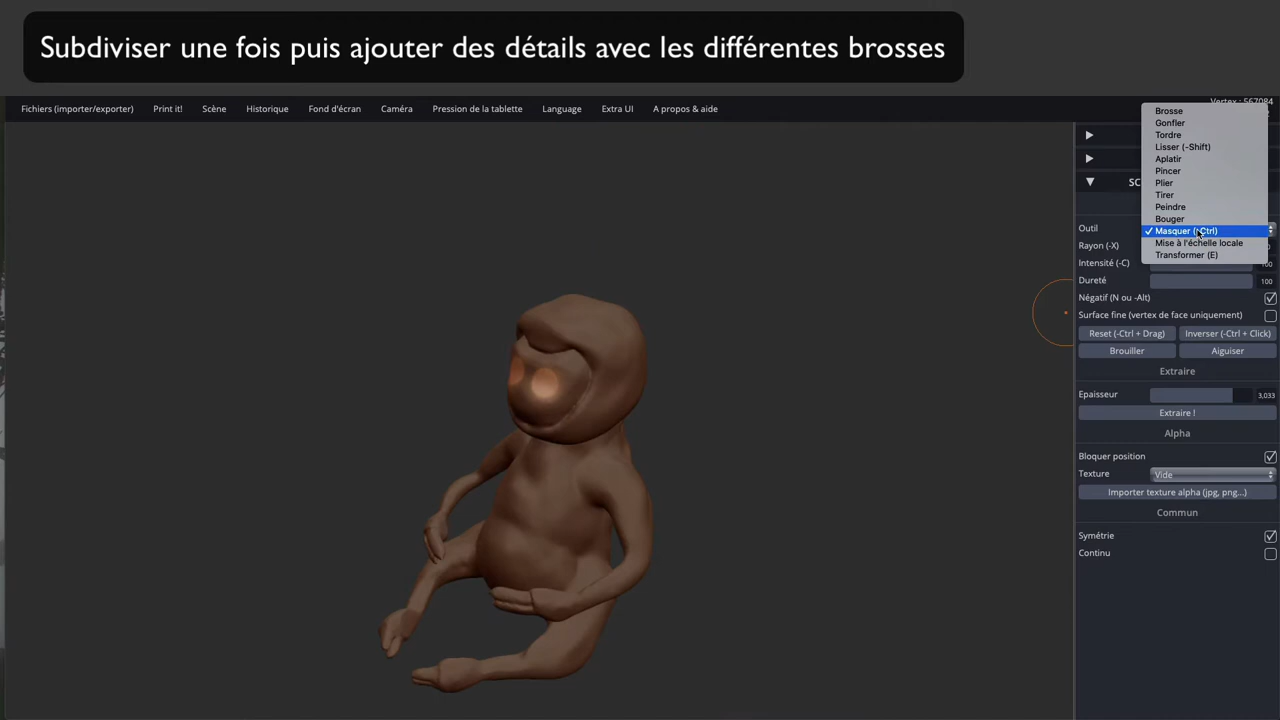 Subdiviser une fois puis ajouter des détails avec les différentes brosses
Fichiers (importer/exporter) Print it! Scène Historique Fond d'écran Caméra Pression de la tablette Language Extra UI A propos & aide
Vertex : 567084
Brosse
Gonfler
Tordre
Lisser (-Shift)
Aplatir
Pincer
Plier
Tirer
Peindre
Bouger
✓ Masquer (-Ctrl)
Mise à l'échelle locale
Transformer (E)
SC
Outil
Rayon (-X)
Intensité (-C) 100
Dureté 100
Négatif (N ou -Alt)
Surface fine (vertex de face uniquement)
Reset (-Ctrl + Drag) Inverser (-Ctrl + Click)
Brouiller Aiguiser
Extraire
Epaisseur 3,033
Extraire !
Alpha
Bloquer position
Texture Vide
Importer texture alpha (jpg, png...)
Commun
Symétrie
Continu